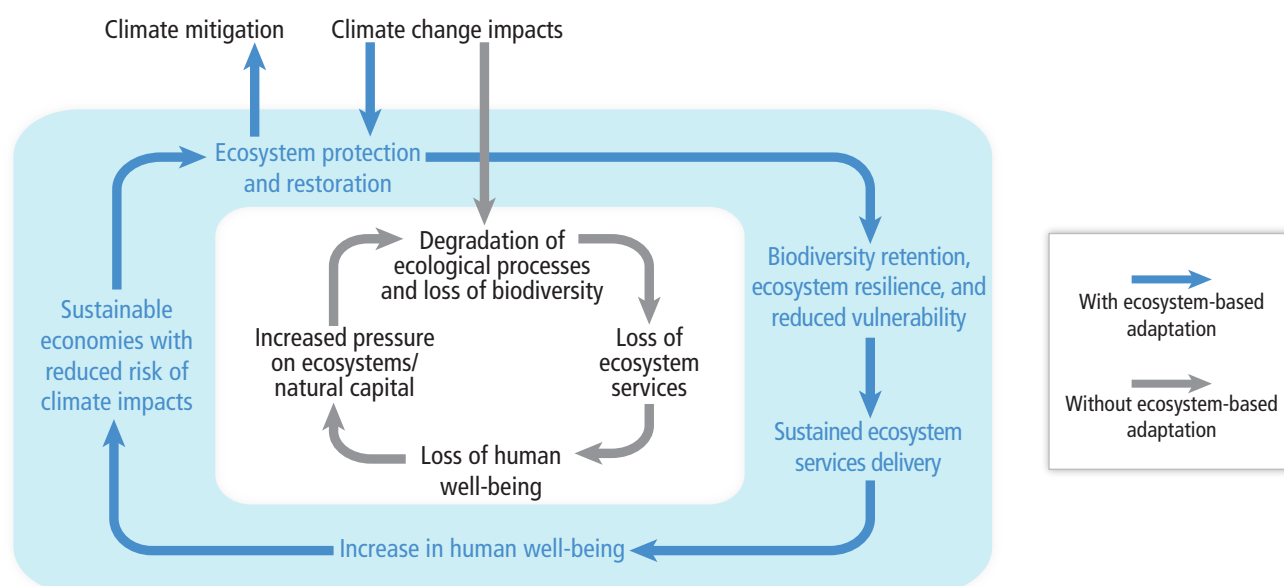 Climate mitigation
Climate change impacts
Ecosystem protection
and restoration
Degradation of
ecological processes
and loss of biodiversity
Biodiversity retention,
ecosystem resilience, and
reduced vulnerability
Sustainable
economies with
reduced risk of
climate impacts
Increased pressure
on ecosystems/
natural capital
Loss of
ecosystem
services
Loss of human
well-being
Sustained ecosystem
services delivery
Increase in human well-being
With ecosystem-based
adaptation
Without ecosystem-based
adaptation